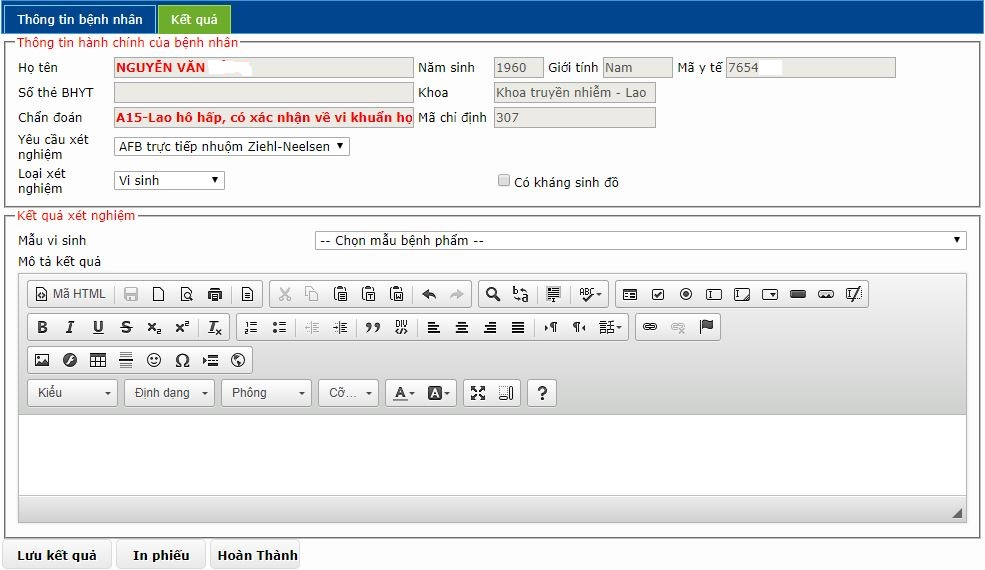 Thông tin bệnh nhân Kết quả
Thông tin hành chính của bệnh nhân
Họ tên NGUYỄN VĂN Năm sinh 1960 Giới tính Nam Mã y tế 7654
Số thẻ BHYT Khoa Khoa truyền nhiễm - Lao
Chẩn đoán A15-Lao hô hấp, có xác nhận về vi khuẩn họ Mã chỉ định 307
Yêu cầu xét
nghiệm AFB trực tiếp nhuộm Ziehl-Neelsen
Loại xét
nghiệm Vi sinh Có kháng sinh đồ
Kết quả xét nghiệm
Mẫu vi sinh -- Chọn mẫu bệnh phẩm --
Mô tả kết quả
Mã HTML
Kiểu Định dạng Phông Cỡ...
Lưu kết quả In phiếu Hoàn Thành